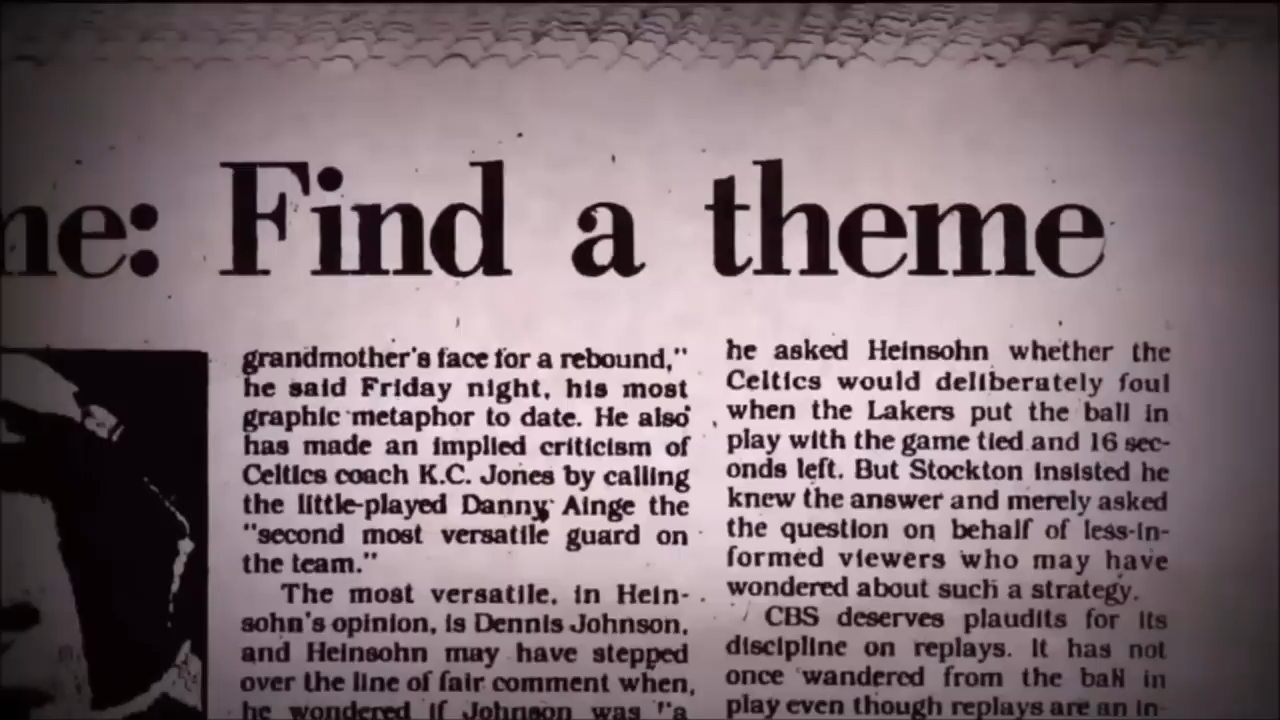 ne: Find a theme
grandmother's face for a rebound,"
he said Friday night, his most
graphic metaphor to date. He also
has made an implied criticism of
Celtics coach K.C. Jones by calling
the little-played Danny Ainge the
"second most versatile guard on
the team."
The most versatile, in Hein-
sohn's opinion, is Dennis Johnson,
and Heinsohn may have stepped
over the line of fair comment when,
he wondered if Johnson was "a
he asked Heinsohn whether the
Celtics would deliberately foul
when the Lakers put the ball in
play with the game tied and 16 sec-
onds left. But Stockton insisted he
knew the answer and merely asked
the question on behalf of less-in-
formed viewers who may have
wondered about such a strategy.
CBS deserves plaudits for its
discipline on replays. It has not
once wandered from the ball in
play even though replays are an in-